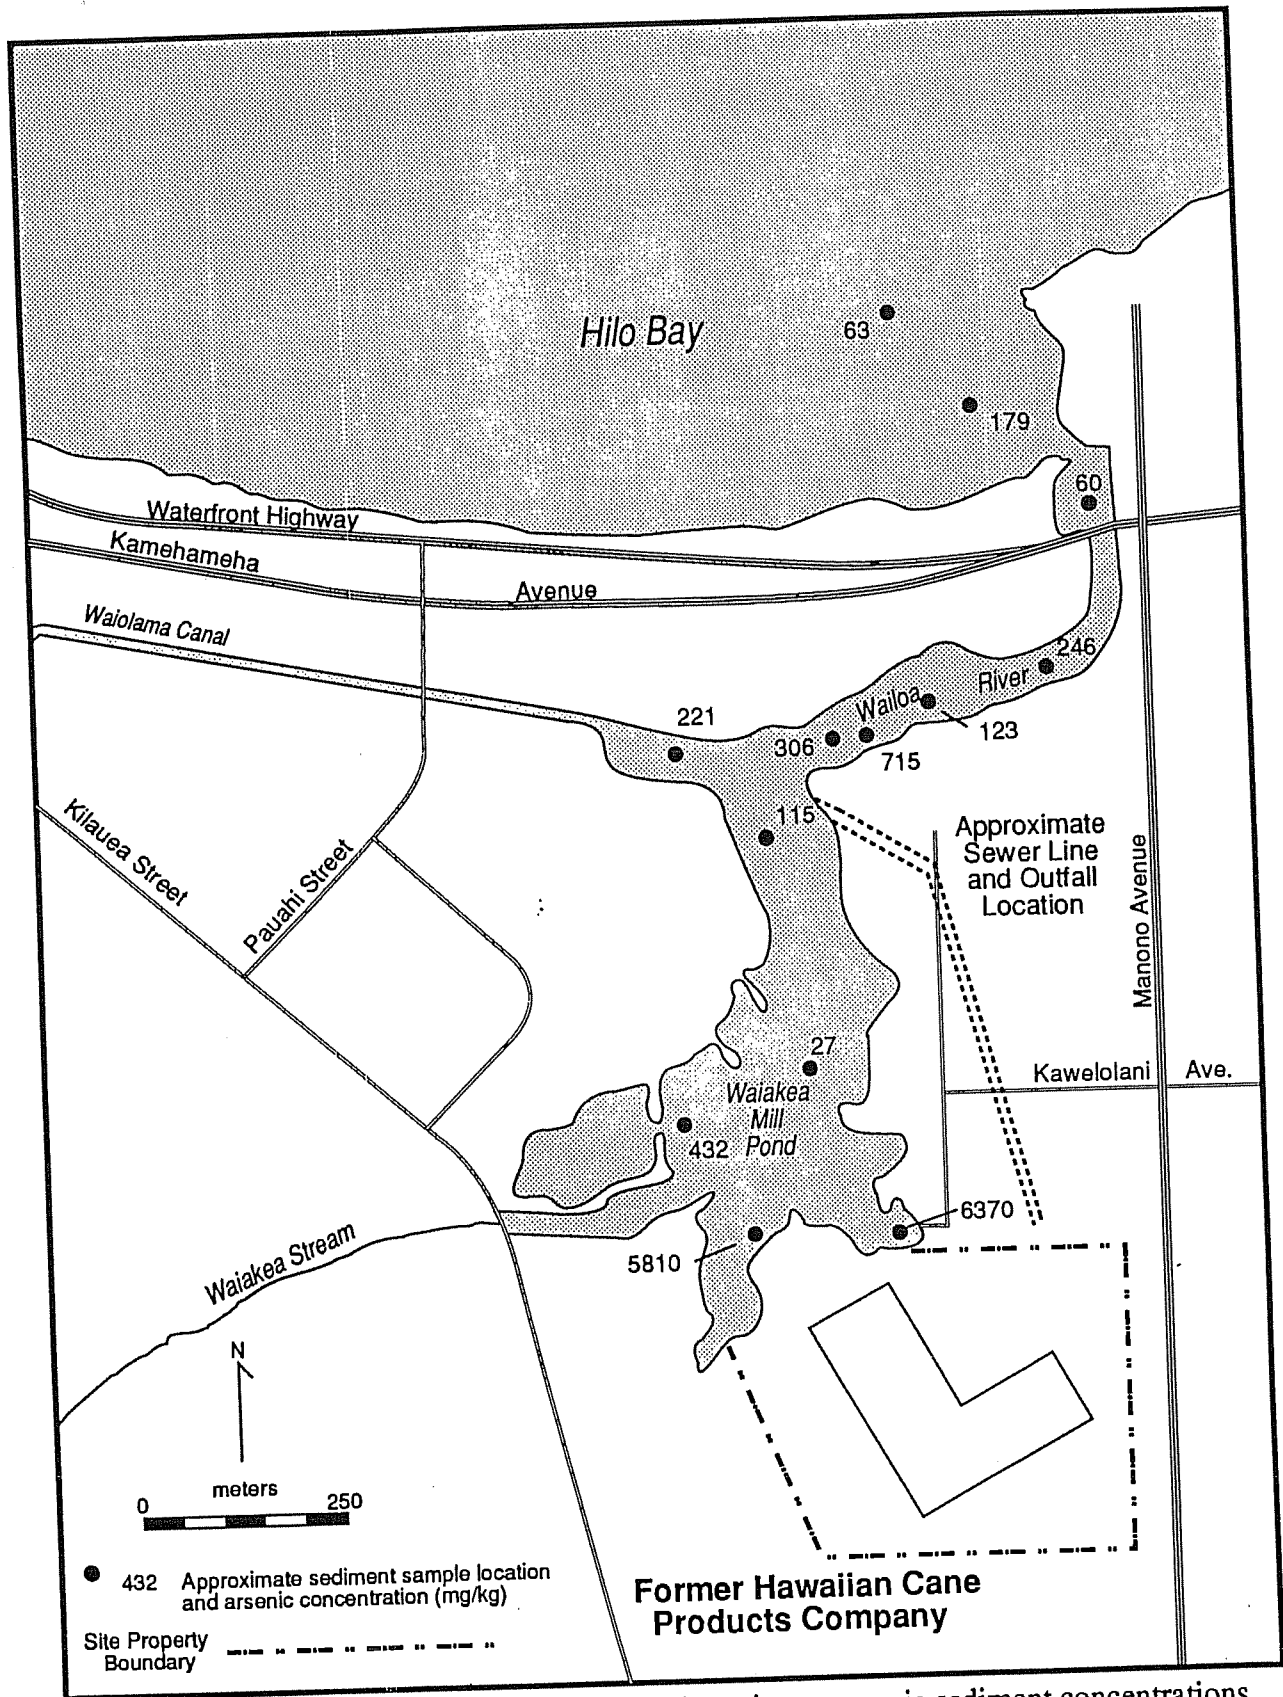 Hilo Bay
63
179
60
Waterfront Highway
Kamehameha
Avenue
Waiolama Canal
246
River
Wailoa
221
306
123
715
115
Kilauea Street
Pauahi Street
Approximate
Sewer Line
and Outfall
Location
Manono Avenue
27
Kawelolani Ave.
Waiakea
Mill
Pond
432
6370
5810
Waiakea Stream
N
meters
0 250
432 Approximate sediment sample location
and arsenic concentration (mg/kg)
Site Property
Boundary
Former Hawaiian Cane
Products Company
sediment concentrations